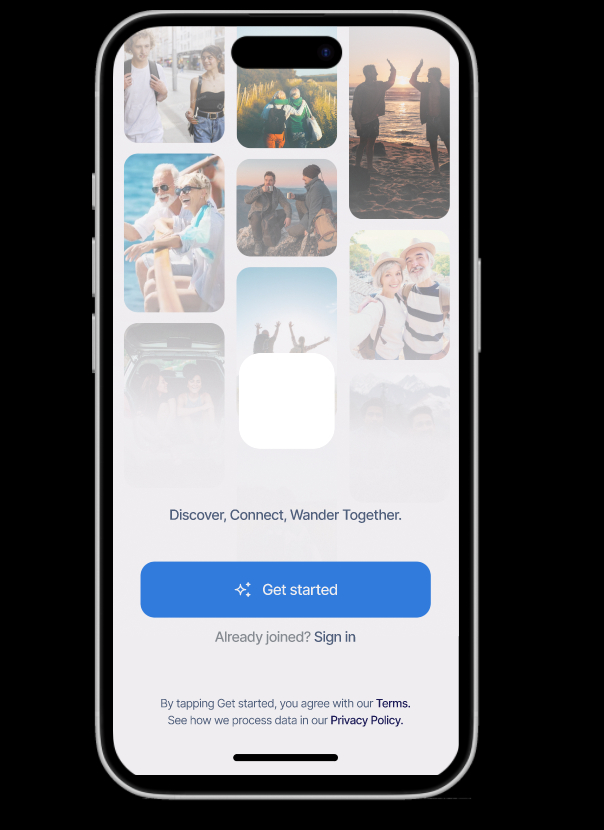 Discover, Connect, Wander Together.
Get started
Already joined? Sign in
By tapping Get started, you agree with our Terms.
See how we process data in our Privacy Policy.